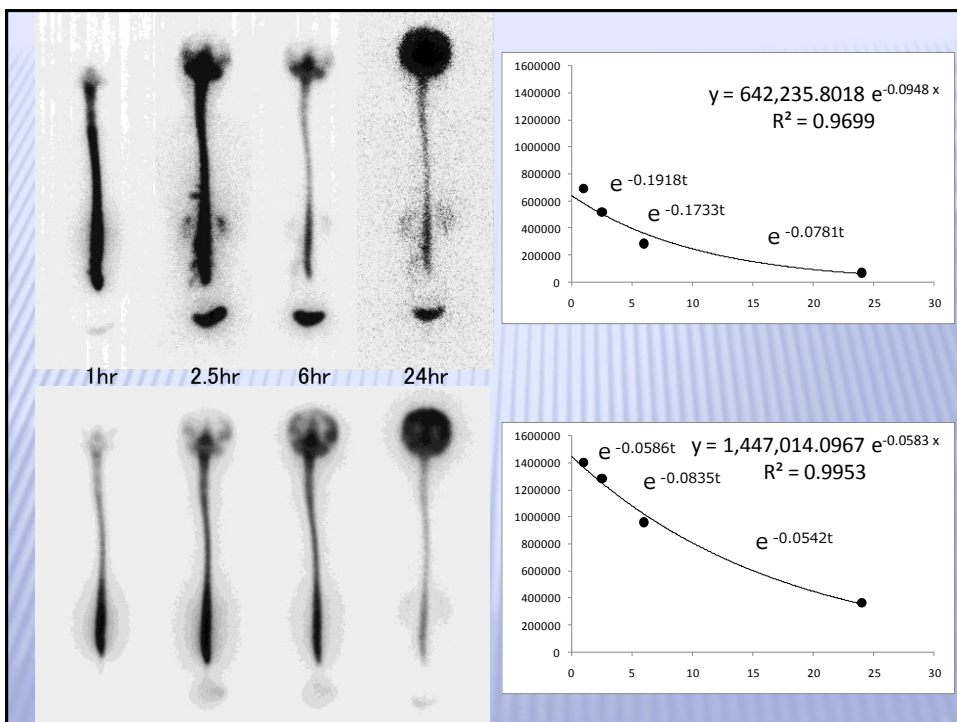 1hr 2.5hr 6hr 24hr
1600000
1400000
1200000
1000000
800000
600000
400000
200000
0
0 5 10 15 20 25 30
y = 642,235.8018 e^-0.0948 x
R² = 0.9699
e^-0.1918t
e^-0.1733t
e^-0.0781t
1600000
1400000
1200000
1000000
800000
600000
400000
200000
0
0 5 10 15 20 25 30
y = 1,447,014.0967 e^-0.0583 x
R² = 0.9953
e^-0.0586t
e^-0.0835t
e^-0.0542t